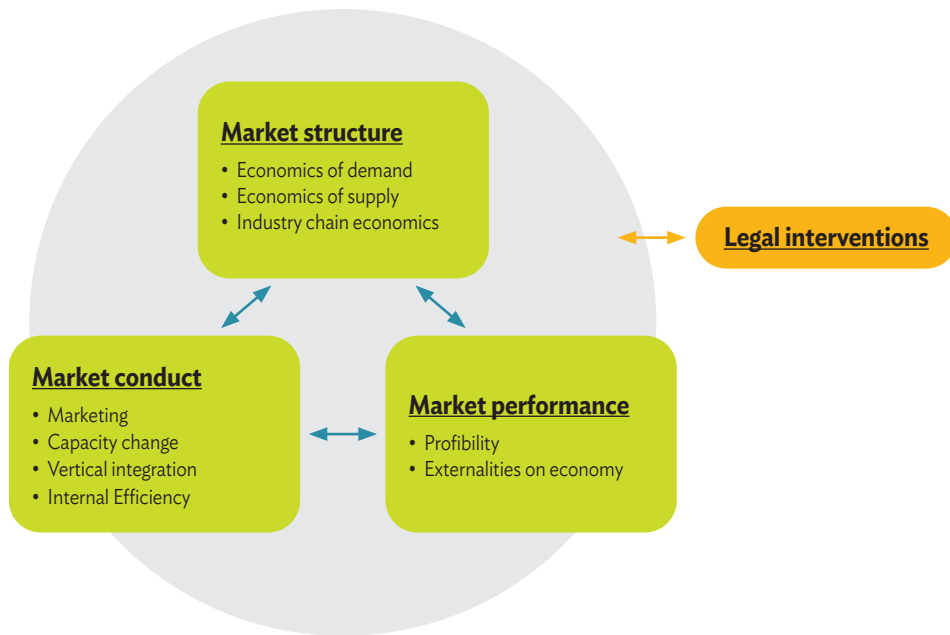 Market structure
• Economics of demand
• Economics of supply
• Industry chain economics
Legal interventions
Market conduct
• Marketing
• Capacity change
• Vertical integration
• Internal Efficiency
Market performance
• Profibility
• Externalities on economy